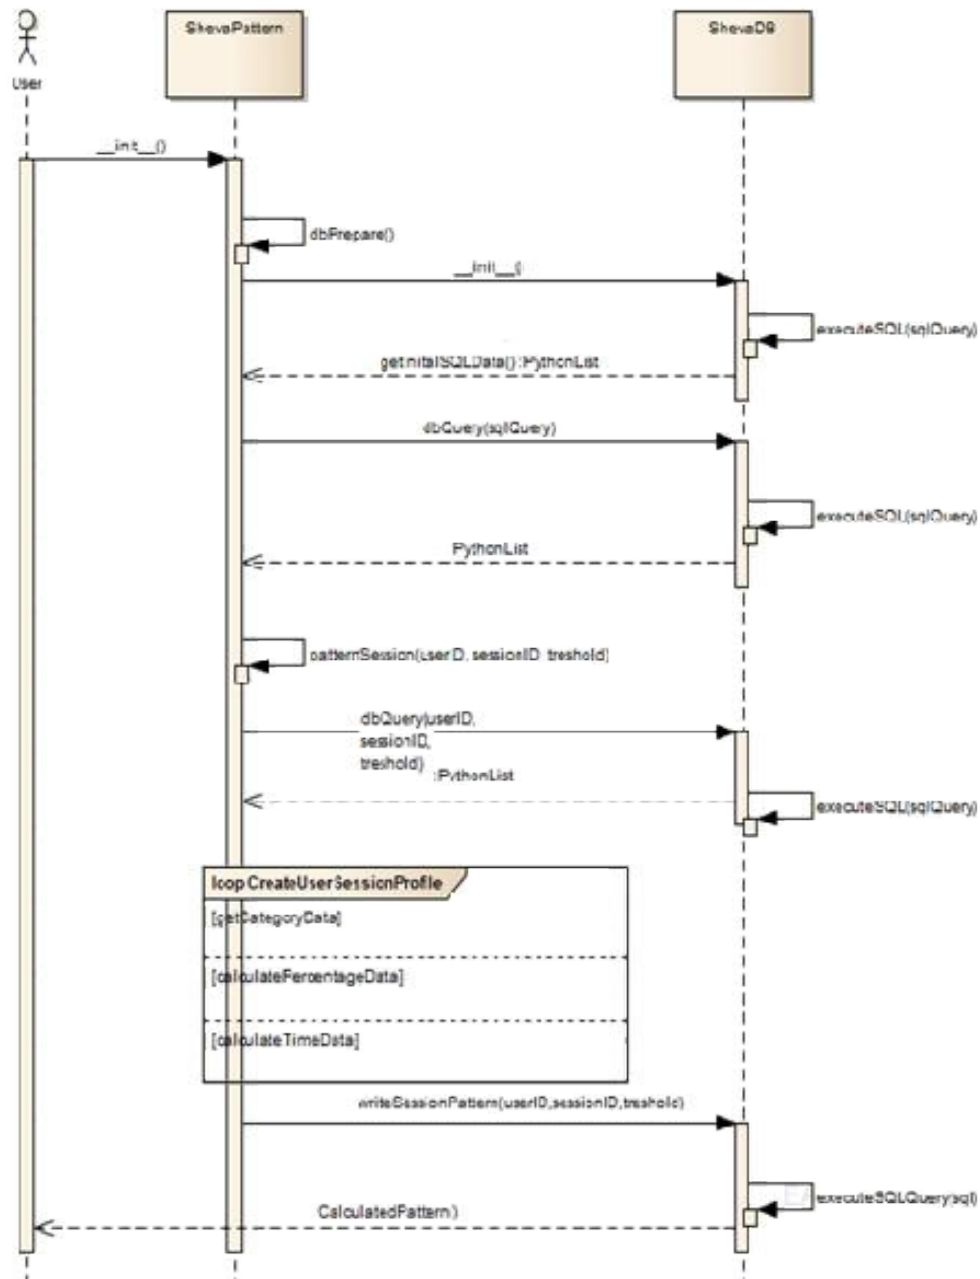 ShevaPattern
ShevaDB
User
__init__()
dbPrepare()
__init__()
executeSQL(sqlQuery)
getInitalSQLData() :PythonList
dbQuery(sqlQuery)
executeSQL(sqlQuery)
PythonList
patternSession(userID, sessionID, treshold)
dbQuery(userID,
sessionID,
treshold)
:PythonList
executeSQL(sqlQuery)
loop CreateUserSessionProfile
[getCategoryData]
[calculatePercentageData]
[calculateTimeData]
writeSessionPattern(userID,sessionID,treshold)
executeSQLQuery(sql)
CalculatedPattern()